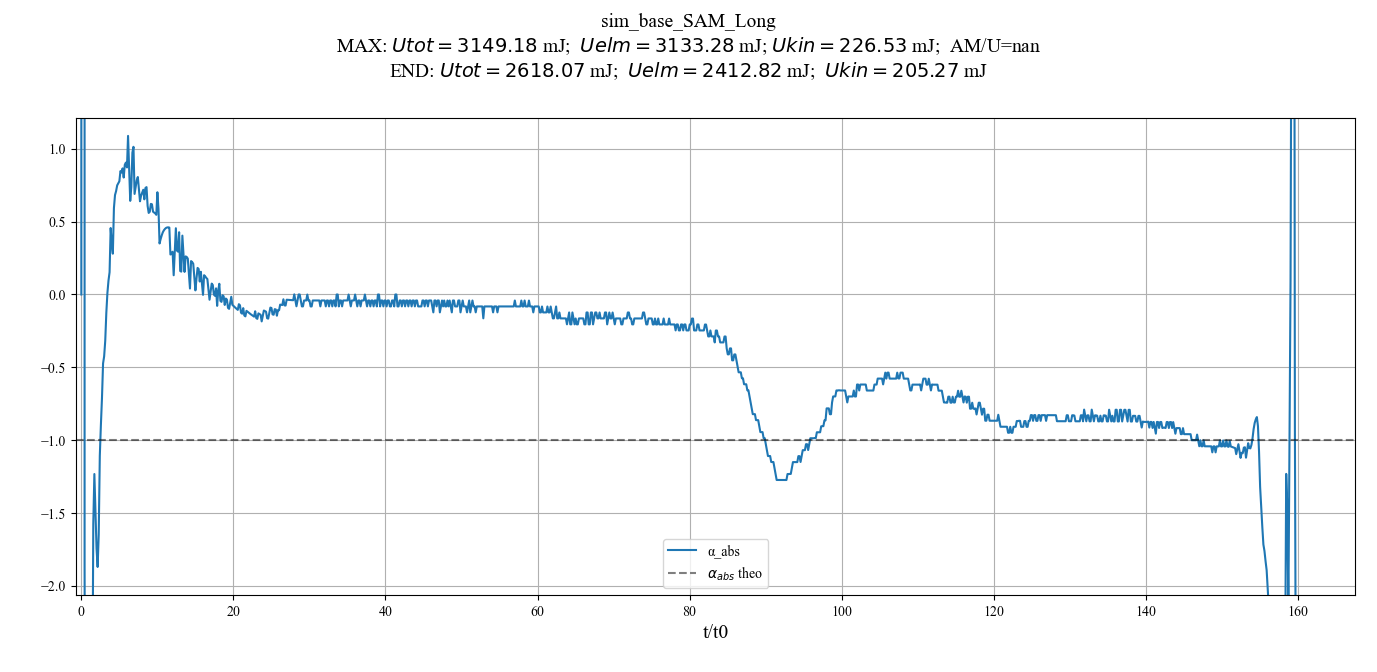 sim_base_SAM_Long
MAX: Utot = 3149.18 mJ; Uelm = 3133.28 mJ; Ukin = 226.53 mJ; AM/U=nan
END: Utot = 2618.07 mJ; Uelm = 2412.82 mJ; Ukin = 205.27 mJ
1.0
0.5
0.0
−0.5
−1.0
−1.5
−2.0
α_abs
α_abs theo
0 20 40 60 80 100 120 140 160
t/t0